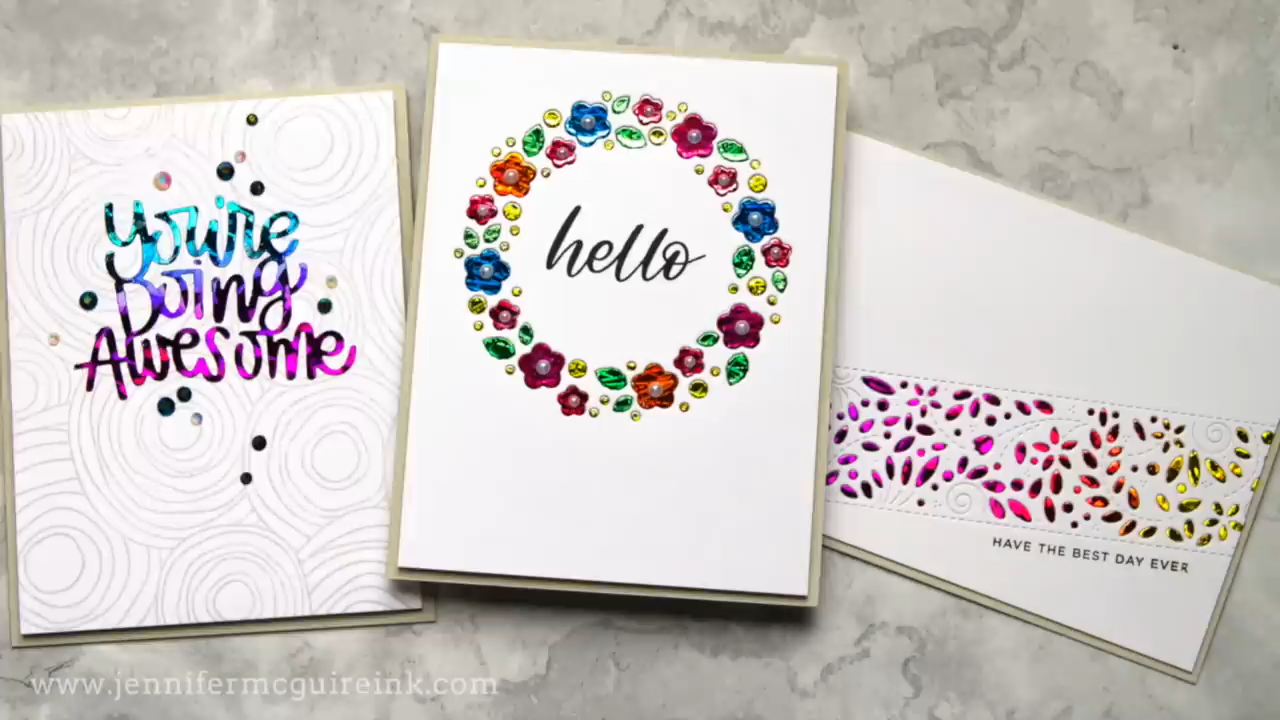 You're
Doing
Awesome
hello
HAVE THE BEST DAY EVER
www.jennifermcguireink.com